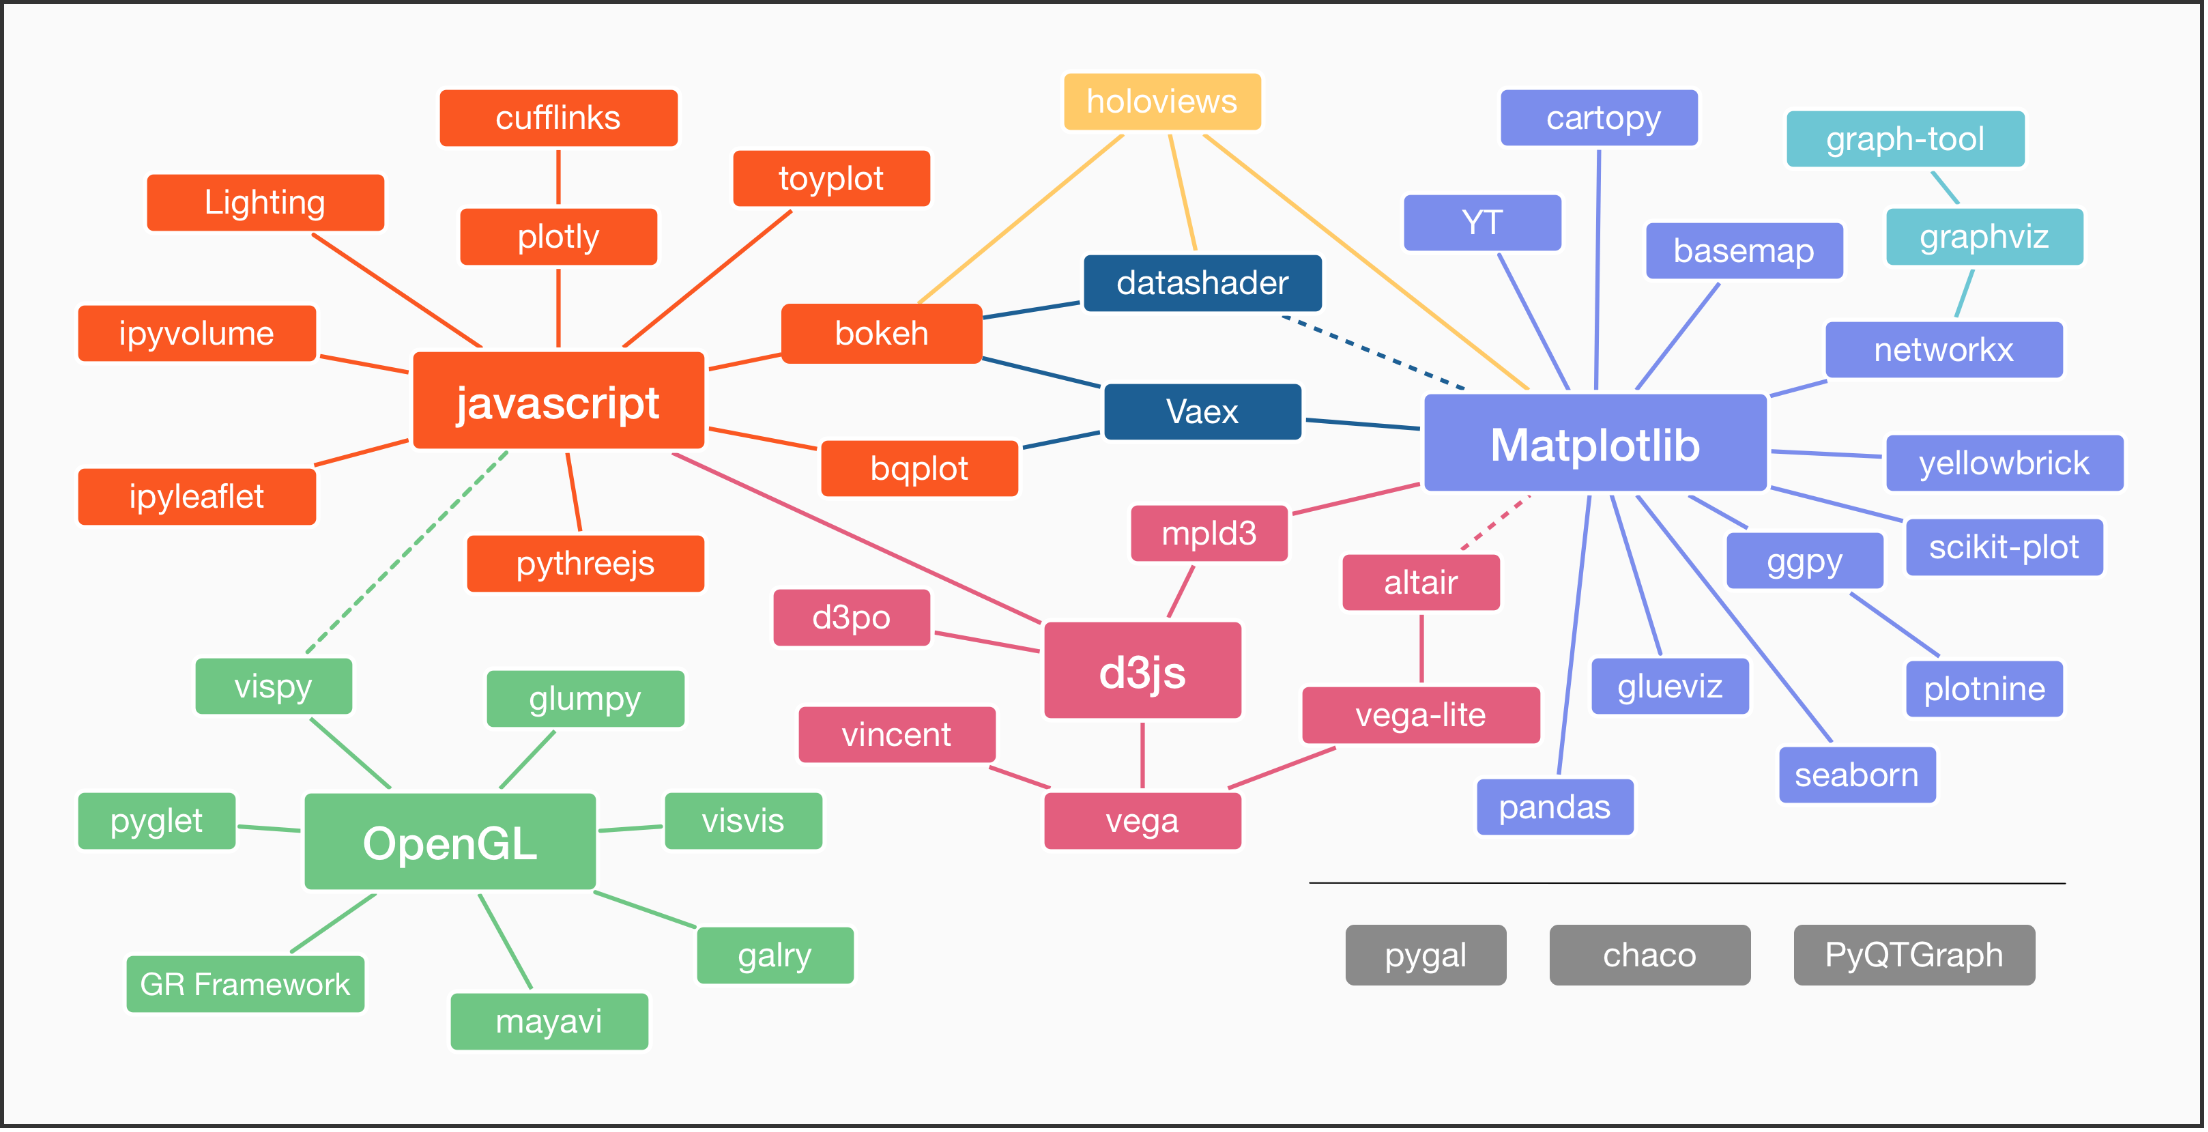 holoviews
cufflinks
cartopy
graph-tool
toyplot
Lighting
YT
plotly
graphviz
basemap
datashader
ipyvolume
bokeh
networkx
javascript
Vaex
Matplotlib
bqplot
yellowbrick
ipyleaflet
mpld3
scikit-plot
pythreejs
ggpy
altair
d3po
d3js
vispy
glueviz
plotnine
glumpy
vega-lite
vincent
seaborn
pandas
pyglet
visvis
vega
OpenGL
galry
pygal
chaco
PyQTGraph
GR Framework
mayavi